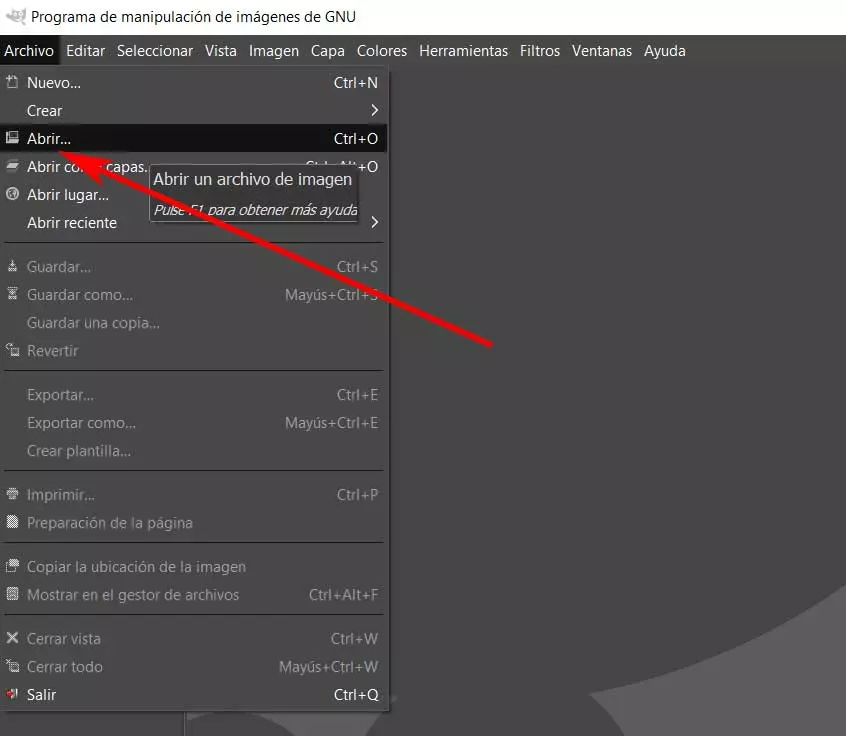 Programa de manipulación de imágenes de GNU
Archivo Editar Seleccionar Vista Imagen Capa Colores Herramientas Filtros Ventanas Ayuda
Nuevo... Ctrl+N
Crear
Abrir... Ctrl+O
Abrir como capas... Ctrl+Alt+O
Abrir un archivo de imagen
Abrir lugar...
Pulse F1 para obtener más ayuda
Abrir reciente
Guardar... Ctrl+S
Guardar como... Mayús+Ctrl+S
Guardar una copia...
Revertir
Exportar... Ctrl+E
Exportar como... Mayús+Ctrl+E
Crear plantilla...
Imprimir... Ctrl+P
Preparación de la página
Copiar la ubicación de la imagen
Mostrar en el gestor de archivos Ctrl+Alt+F
Cerrar vista Ctrl+W
Cerrar todo Mayús+Ctrl+W
Salir Ctrl+Q